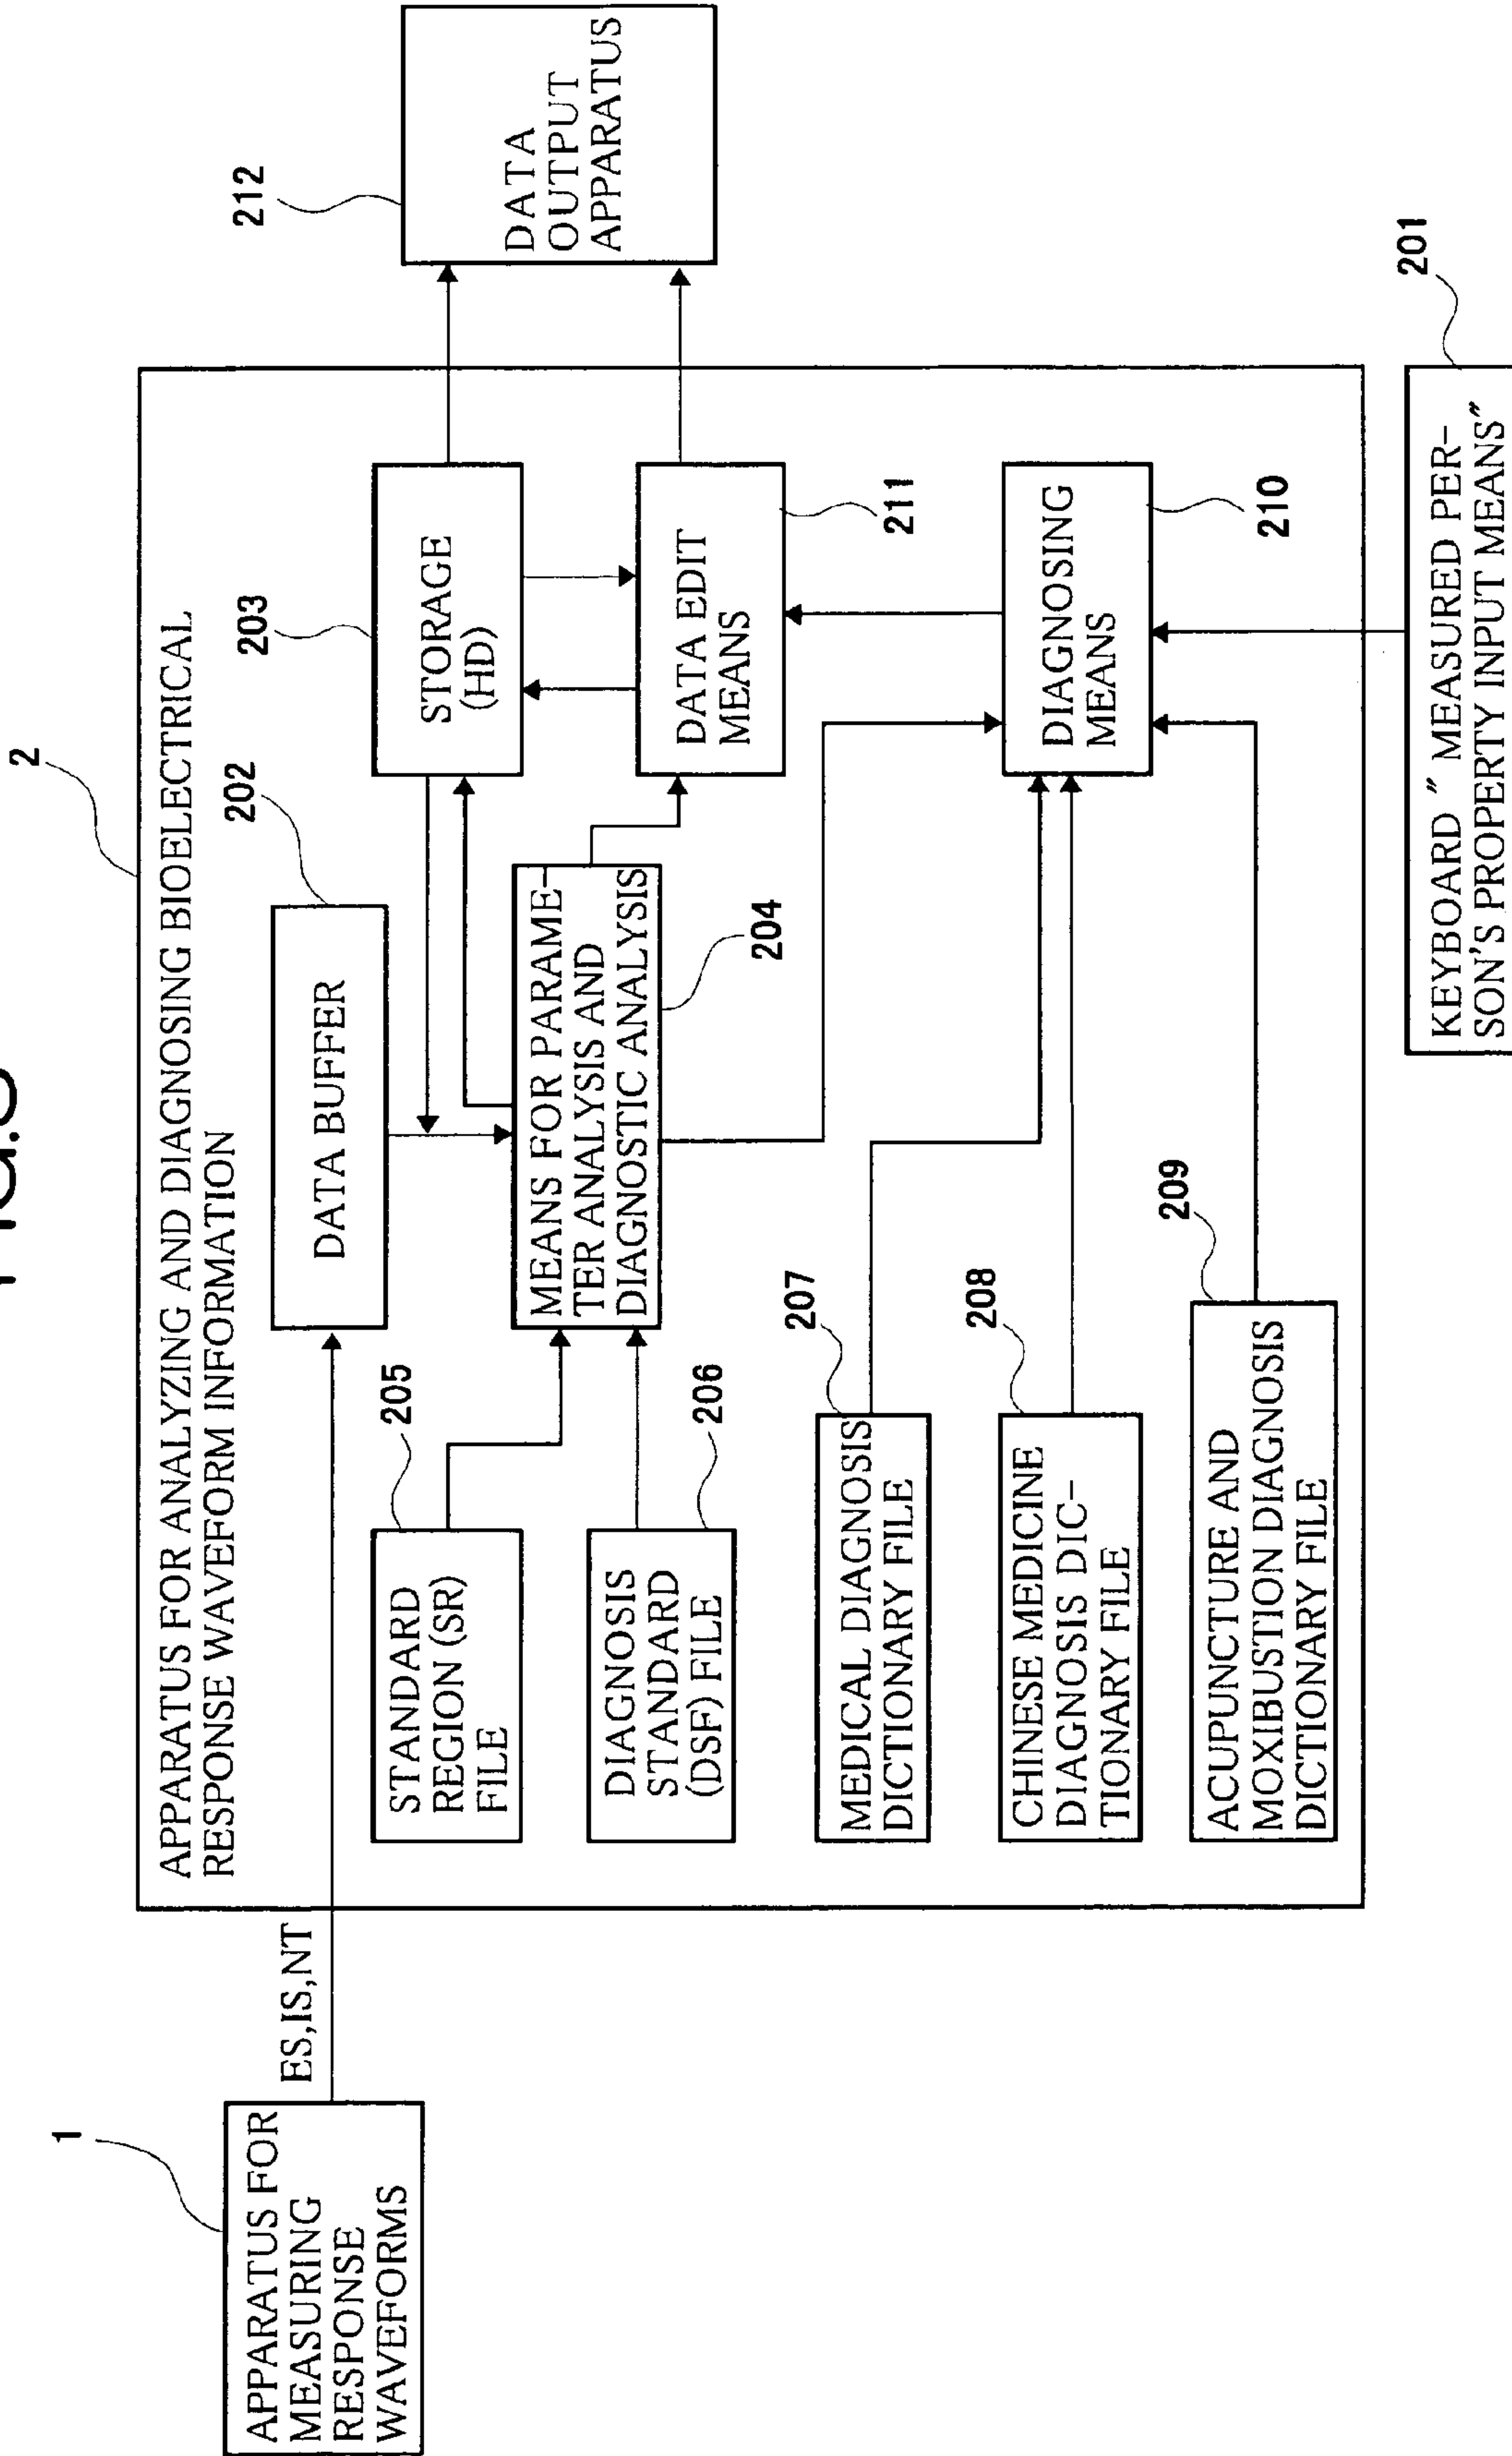 2
APPARATUS FOR ANALYZING AND DIAGNOSING BIOELECTRICAL
RESPONSE WAVEFORM INFORMATION
1
APPARATUS FOR
MEASURING
RESPONSE
WAVEFORMS
ES,IS,NT
202
DATA BUFFER
203
STORAGE
(HD)
212
DATA
OUTPUT
APPARATUS
205
STANDARD
REGION (SR)
FILE
MEANS FOR PARAME-
TER ANALYSIS AND
DIAGNOSTIC ANALYSIS
204
DATA EDIT
MEANS
211
206
DIAGNOSIS
STANDARD
(DSF) FILE
207
MEDICAL DIAGNOSIS
DICTIONARY FILE
208
CHINESE MEDICINE
DIAGNOSIS DIC-
TIONARY FILE
DIAGNOSING
MEANS
210
209
ACUPUNCTURE AND
MOXIBUSTION DIAGNOSIS
DICTIONARY FILE
201
KEYBOARD ″ MEASURED PER-
SON'S PROPERTY INPUT MEANS″